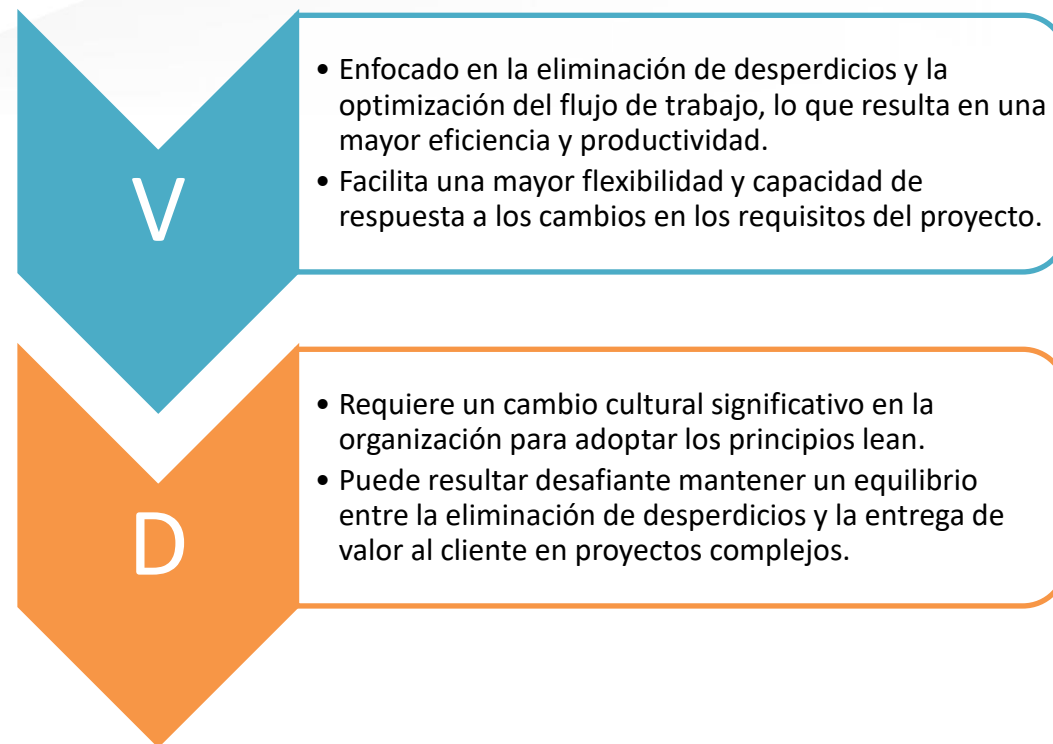 V
• Enfocado en la eliminación de desperdicios y la
optimización del flujo de trabajo, lo que resulta en una
mayor eficiencia y productividad.
• Facilita una mayor flexibilidad y capacidad de
respuesta a los cambios en los requisitos del proyecto.
D
• Requiere un cambio cultural significativo en la
organización para adoptar los principios lean.
• Puede resultar desafiante mantener un equilibrio
entre la eliminación de desperdicios y la entrega de
valor al cliente en proyectos complejos.